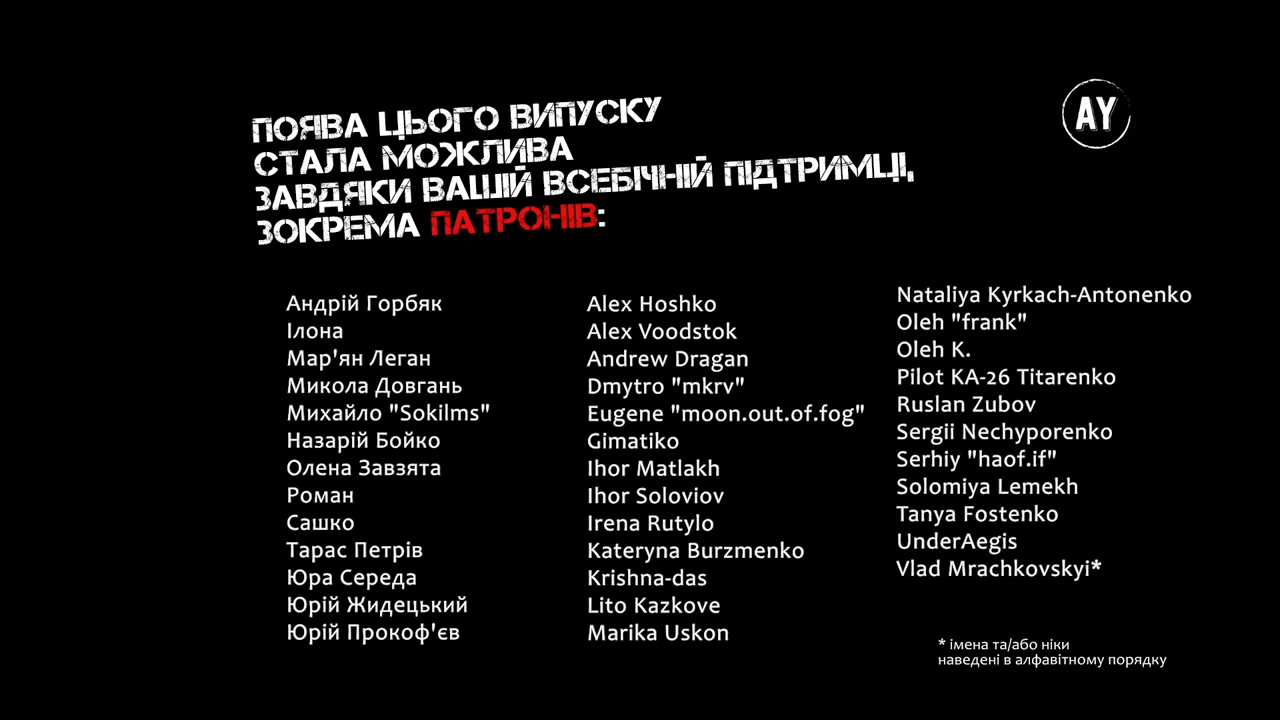 ПОЯВА ЦЬОГО ВИПУСКУ
СТАЛА МОЖЛИВА
ЗАВДЯКИ ВАШІЙ ВСЕБІЧНІЙ ПІДТРИМЦІ,
ЗОКРЕМА ПАТРОНІВ:
АУ
Андрій Горбяк
Ілона
Мар'ян Леган
Микола Довгань
Михайло "Sokilms"
Назарій Бойко
Олена Завзята
Роман
Сашко
Тарас Петрів
Юра Середа
Юрій Жидецький
Юрій Прокоф'єв
Alex Hoshko
Alex Voodstok
Andrew Dragan
Dmytro "mkrv"
Eugene "moon.out.of.fog"
Gimatiko
Ihor Matlakh
Ihor Soloviov
Irena Rutylo
Kateryna Burzmenko
Krishna-das
Lito Kazkove
Marika Uskon
Nataliya Kyrkach-Antonenko
Oleh "frank"
Oleh K.
Pilot KA-26 Titarenko
Ruslan Zubov
Sergii Nechyporenko
Serhiy "haof.if"
Solomiya Lemekh
Tanya Fostenko
UnderAegis
Vlad Mrachkovskyi*
* імена та/або ніки
наведені в алфавітному порядку